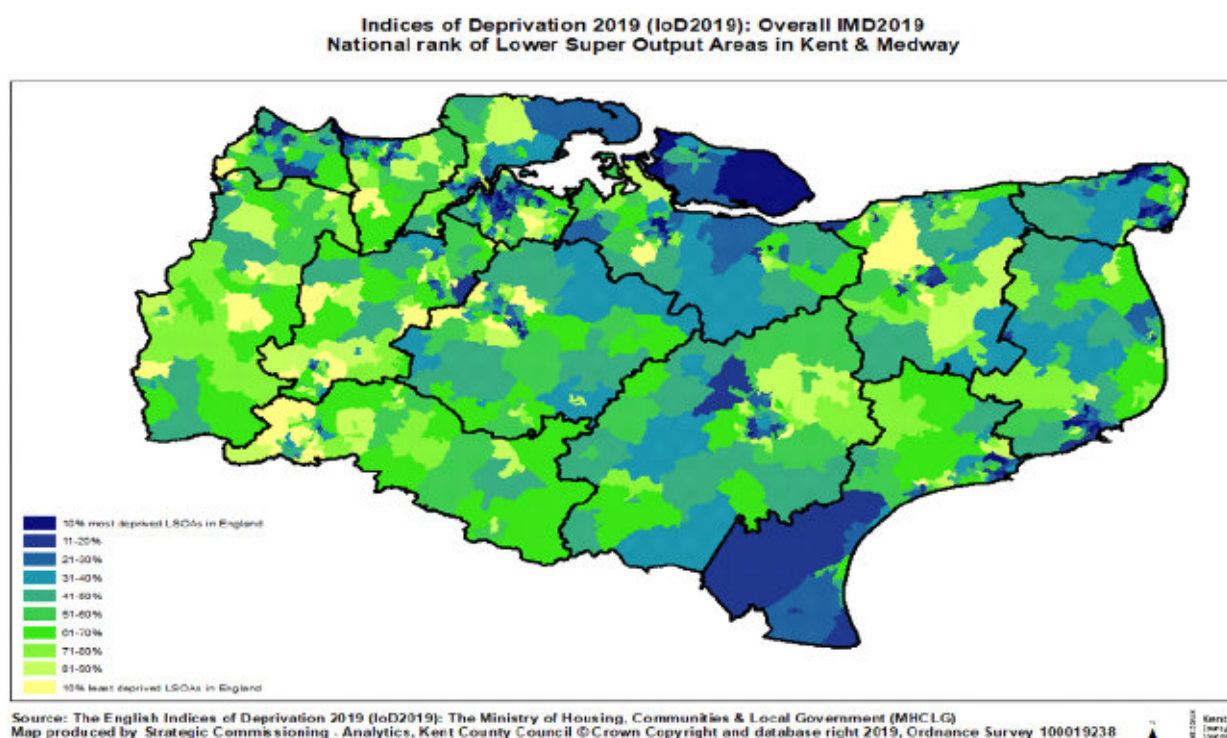 Indices of Deprivation 2019 (IoD2019): Overall IMD2019
National rank of Lower Super Output Areas in Kent & Medway
10% most deprived LSOAs in England
11-20%
21-30%
31-40%
41-50%
51-60%
61-70%
71-80%
81-90%
10% least deprived LSOAs in England
Source: The English Indices of Deprivation 2019 (IoD2019): The Ministry of Housing, Communities & Local Government (MHCLG)
Map produced by Strategic Commissioning - Analytics, Kent County Council © Crown Copyright and database right 2019, Ordnance Survey 100019238